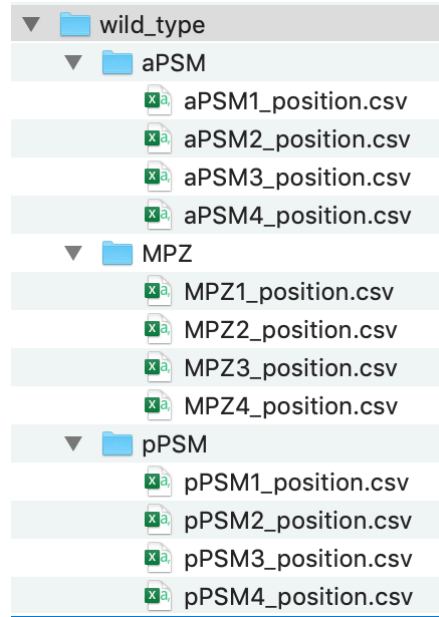 wild_type
aPSM
aPSM1_position.csv
aPSM2_position.csv
aPSM3_position.csv
aPSM4_position.csv
MPZ
MPZ1_position.csv
MPZ2_position.csv
MPZ3_position.csv
MPZ4_position.csv
pPSM
pPSM1_position.csv
pPSM2_position.csv
pPSM3_position.csv
pPSM4_position.csv